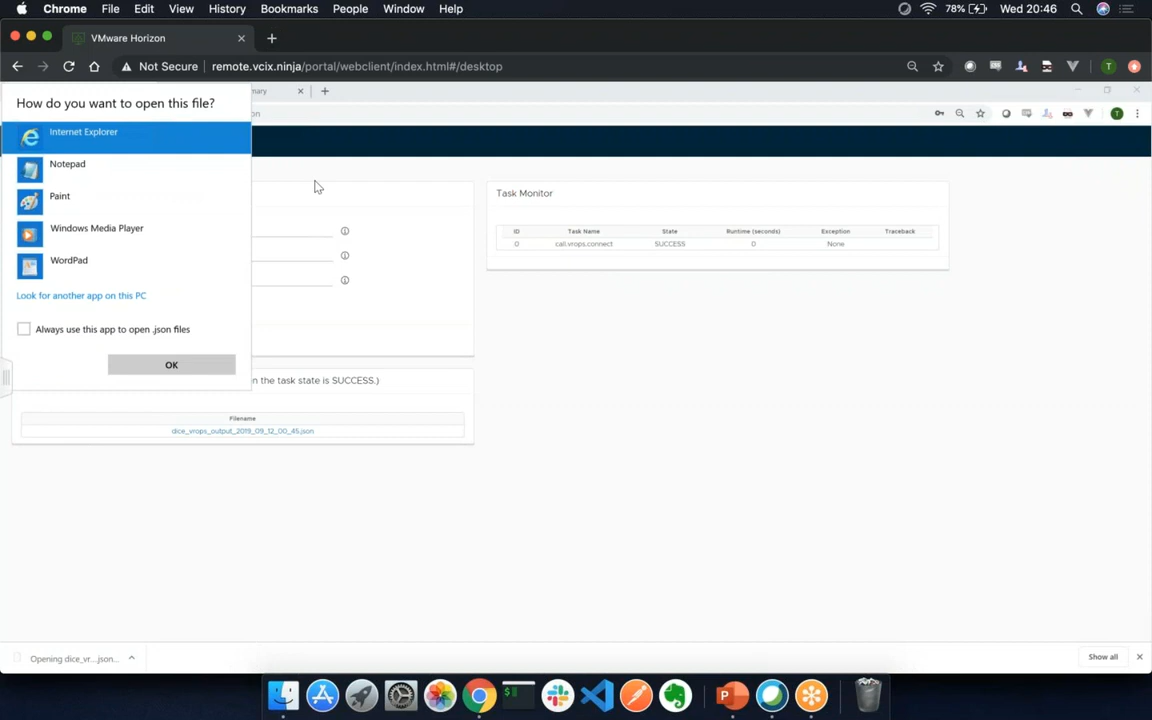 Chrome File Edit View History Bookmarks People Window Help 78% Wed 20:46
VMware Horizon
Not Secure remote.vcix.ninja/portal/webclient/index.html#/desktop T
mary
on T
How do you want to open this file?
Internet Explorer
Notepad
Paint
Windows Media Player
WordPad
Look for another app on this PC
Always use this app to open .json files
OK
Task Monitor
ID Task Name State Runtime (seconds) Exception Traceback
0 call.vrops.connect SUCCESS 0 None
n the task state is SUCCESS.)
Filename
dice_vrops_output_2019_09_12_00_45.json
Opening dice_vr....json... Show all